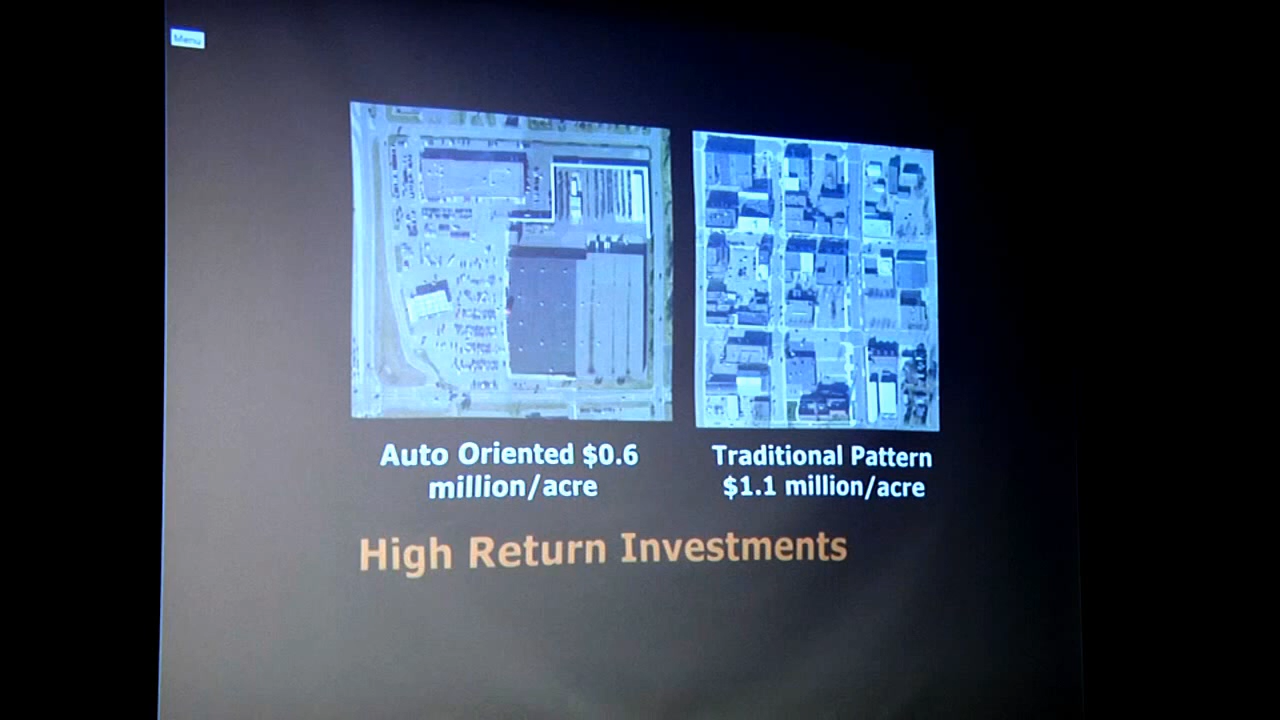 Menu
Auto Oriented $0.6
million/acre
Traditional Pattern
$1.1 million/acre
High Return Investments